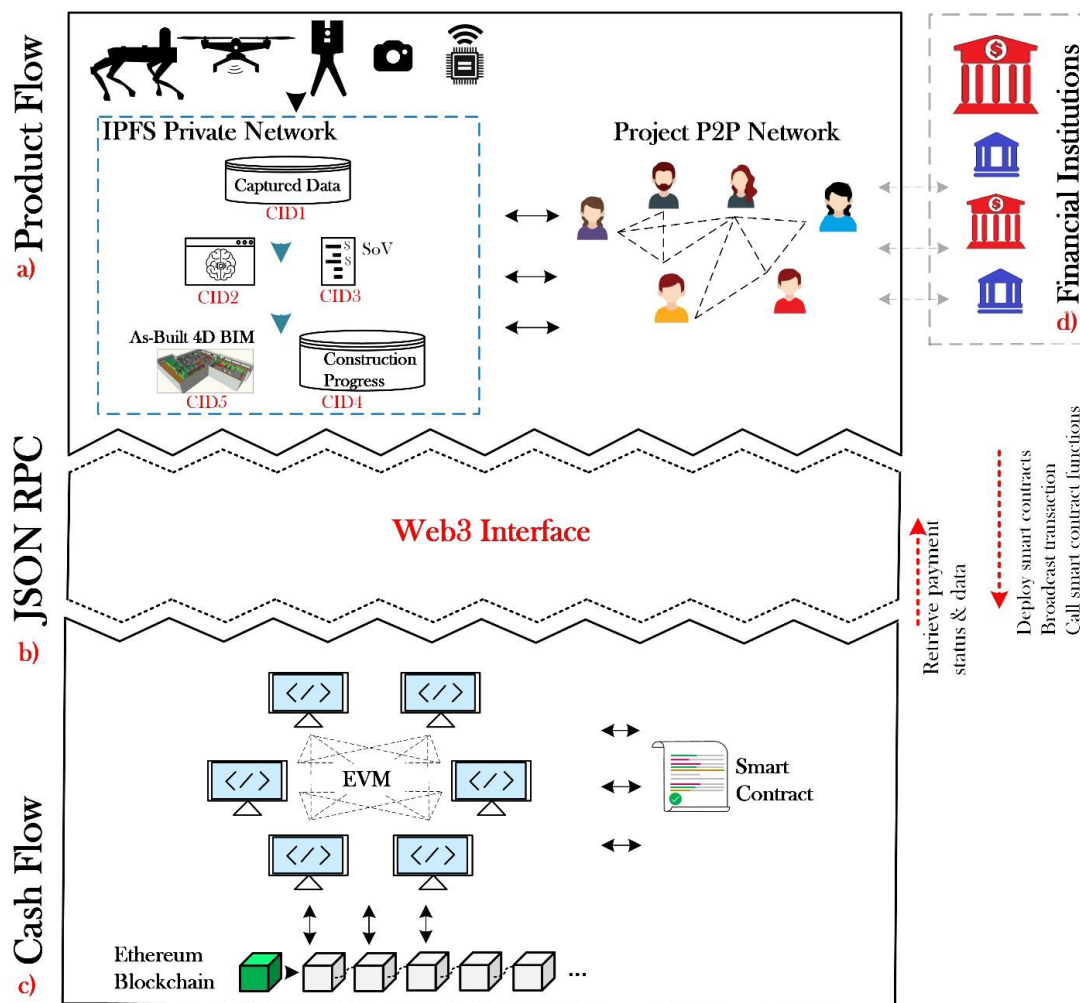 a) Product Flow
IPFS Private Network
Captured Data
CID1
CID2
S
S
SoV
CID3
As-Built 4D BIM
CID5
Construction
Progress
CID4
Project P2P Network
$
$
d) Financial Institutions
b) JSON RPC
Web3 Interface
Retrieve payment
status & data
Deploy smart contracts
Broadcast transaction
Call smart contract functions
c) Cash Flow
</>
</>
</>
EVM
</>
</>
</>
Smart
Contract
Ethereum
Blockchain
...